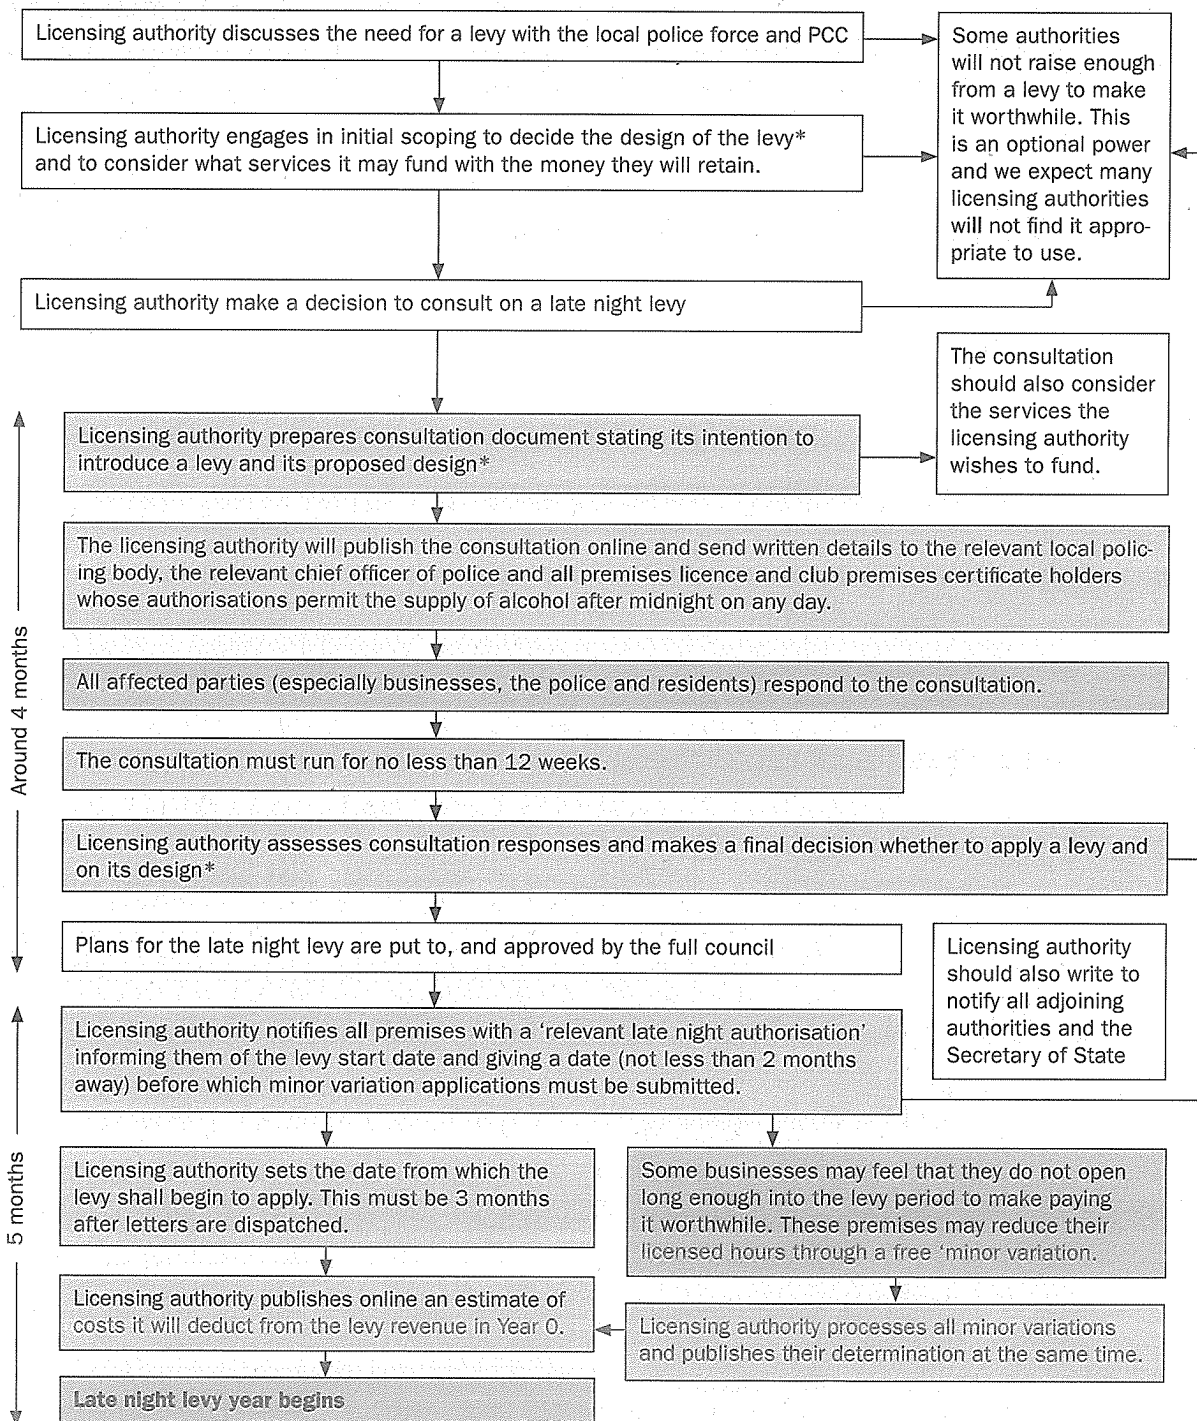 Licensing authority discusses the need for a levy with the local police force and PCC
Some authorities
will not raise enough
from a levy to make
it worthwhile. This
is an optional power
and we expect many
licensing authorities
will not find it appro-
priate to use.
Licensing authority engages in initial scoping to decide the design of the levy*
and to consider what services it may fund with the money they will retain.
Licensing authority make a decision to consult on a late night levy
The consultation
should also consider
the services the
licensing authority
wishes to fund.
Around 4 months
Licensing authority prepares consultation document stating its intention to
introduce a levy and its proposed design*
The licensing authority will publish the consultation online and send written details to the relevant local polic-
ing body, the relevant chief officer of police and all premises licence and club premises certificate holders
whose authorisations permit the supply of alcohol after midnight on any day.
All affected parties (especially businesses, the police and residents) respond to the consultation.
The consultation must run for no less than 12 weeks.
Licensing authority assesses consultation responses and makes a final decision whether to apply a levy and
on its design*
Plans for the late night levy are put to, and approved by the full council
Licensing authority
should also write to
notify all adjoining
authorities and the
Secretary of State
5 months
Licensing authority notifies all premises with a ‘relevant late night authorisation’
informing them of the levy start date and giving a date (not less than 2 months
away) before which minor variation applications must be submitted.
Licensing authority sets the date from which the
levy shall begin to apply. This must be 3 months
after letters are dispatched.
Some businesses may feel that they do not open
long enough into the levy period to make paying
it worthwhile. These premises may reduce their
licensed hours through a free ‘minor variation.
Licensing authority publishes online an estimate of
costs it will deduct from the levy revenue in Year 0.
Licensing authority processes all minor variations
and publishes their determination at the same time.
Late night levy year begins